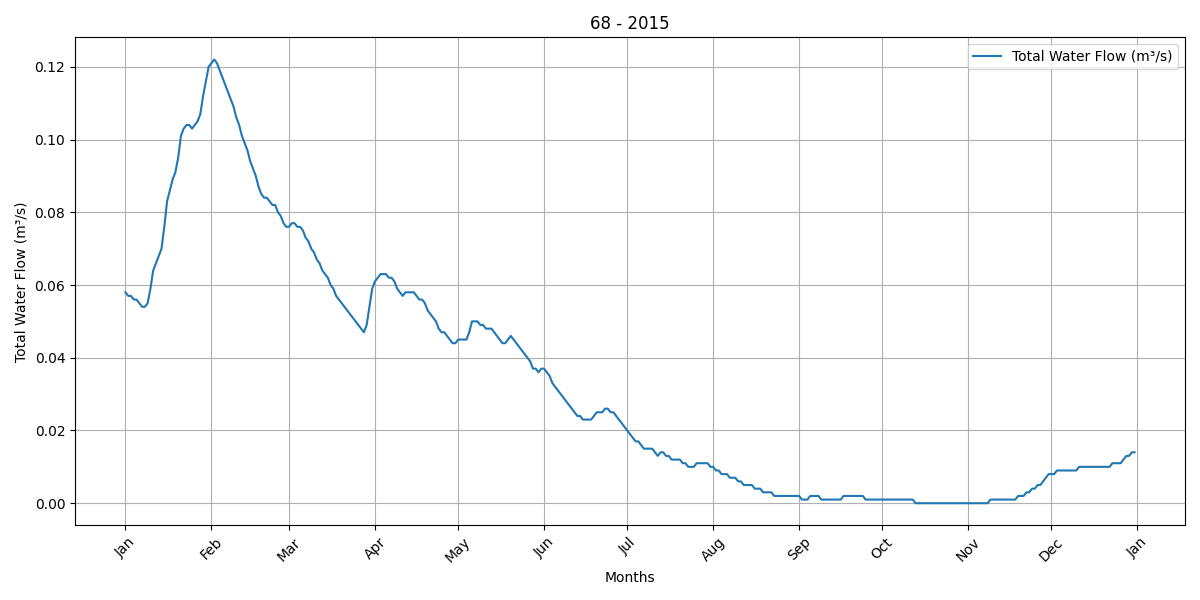 68 - 2015
Total Water Flow (m³/s)
Total Water Flow (m³/s)
0.12
0.10
0.08
0.06
0.04
0.02
0.00
Jan
Feb
Mar
Apr
May
Jun
Jul
Aug
Sep
Oct
Nov
Dec
Jan
Months